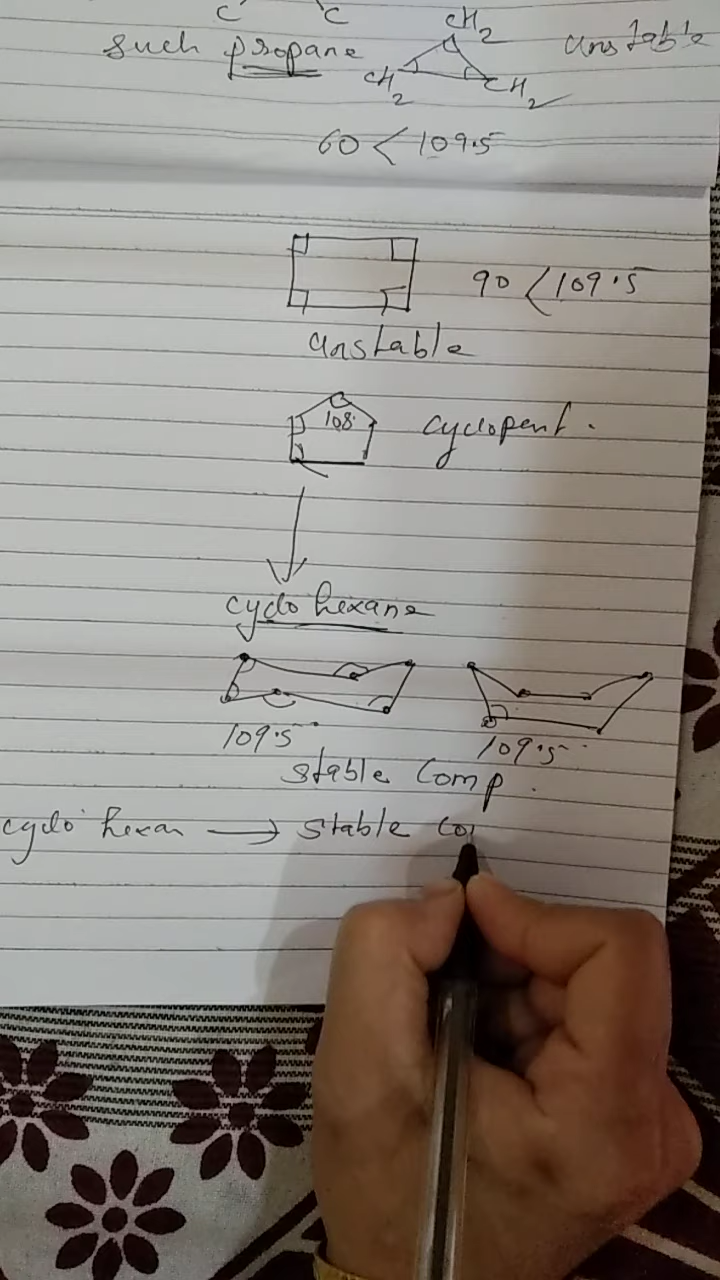 C C
such propane CH2 unstable
CH2 CH2
60 < 109.5
90 < 109.5
unstable
108° cyclopent.
cyclo hexane
109.5 109.5
stable comp.
cyclo hexan → stable co